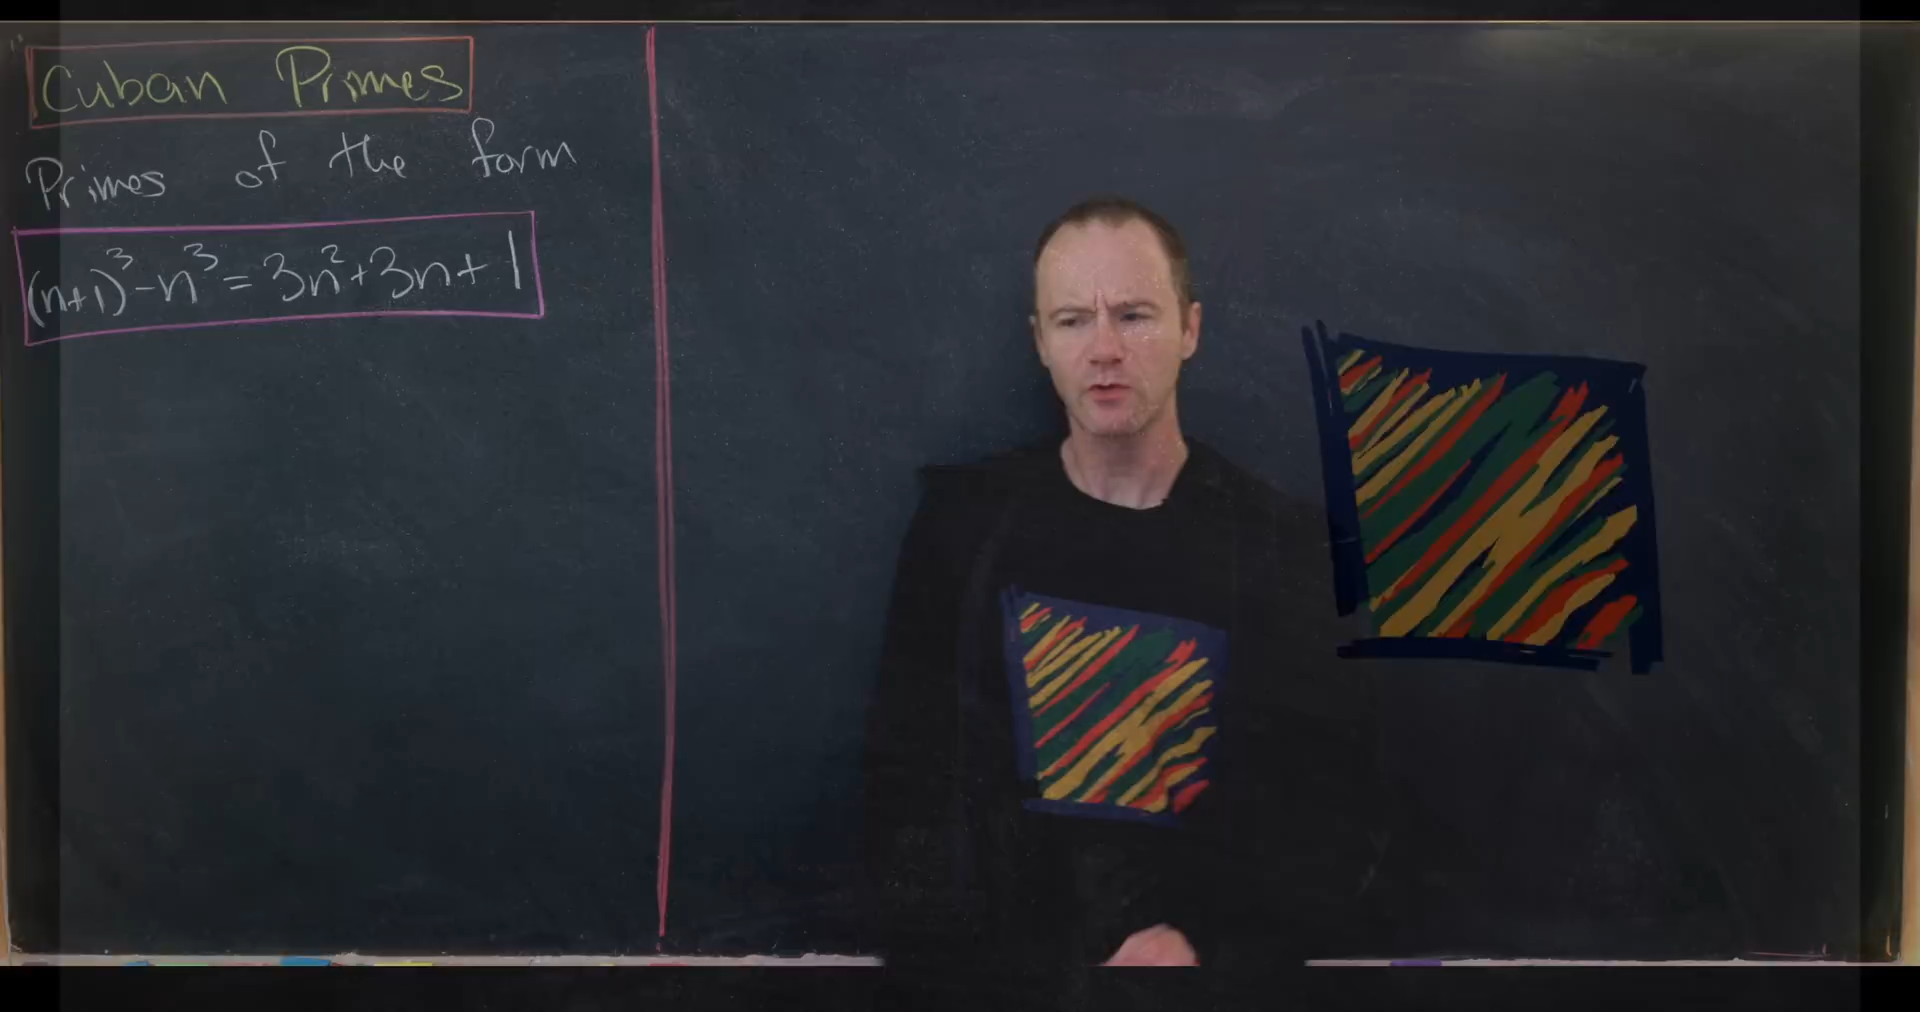 Cuban Primes
Primes of the form
(n+1)³-n³=3n²+3n+1